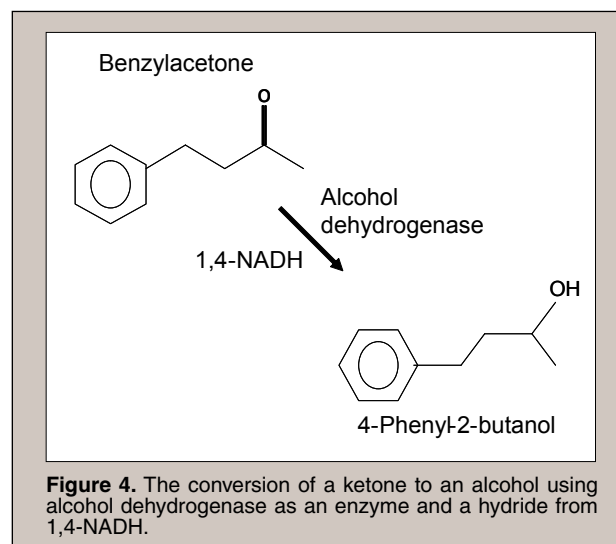 Benzylacetone
O
Alcohol
dehydrogenase
1,4-NADH
OH
4-Phenyl-2-butanol
Figure 4. The conversion of a ketone to an alcohol using
alcohol dehydrogenase as an enzyme and a hydride from
1,4-NADH.